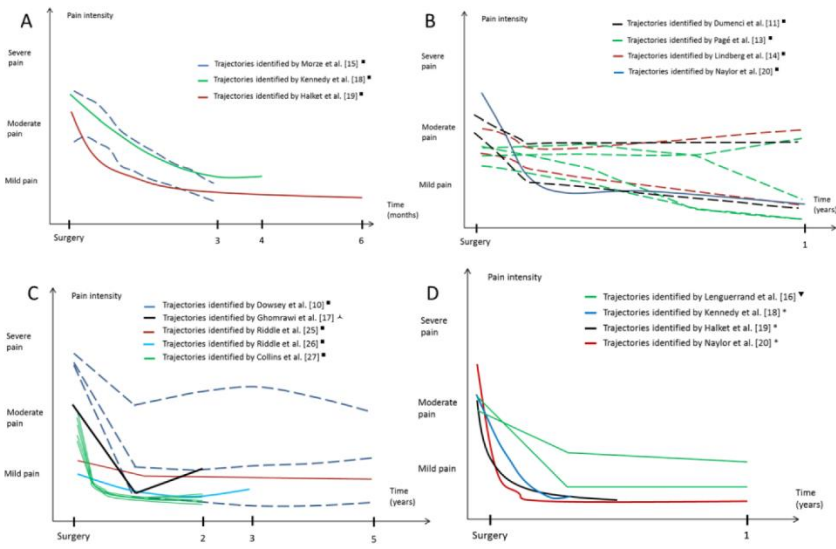 A
Pain intensity
Severe
pain
Moderate
pain
Mild pain
Trajectories identified by Morze et al. [15] ▪
Trajectories identified by Kennedy et al. [18] ▪
Trajectories identified by Halket et al. [19] ▪
Time
(months)
Surgery
3
4
6
B
Pain intensity
Severe
pain
Moderate
pain
Mild pain
Trajectories identified by Dumenci et al. [11] ▪
Trajectories identified by Pagé et al. [13] ▪
Trajectories identified by Lindberg et al. [14] ▪
Trajectories identified by Naylor et al. [20] ▪
Time
(years)
Surgery
1
C
Pain intensity
Severe
pain
Moderate
pain
Mild pain
Trajectories identified by Dowsey et al. [10] ▪
Trajectories identified by Ghomrawi et al. [17] ⅄
Trajectories identified by Riddle et al. [25] ▪
Trajectories identified by Riddle et al. [26] ▪
Trajectories identified by Collins et al. [27] ▪
Time
(years)
Surgery
2
3
5
D
Pain intensity
Severe
pain
Moderate
pain
Mild pain
Trajectories identified by Lenguerrand et al. [16] ▼
Trajectories identified by Kennedy et al. [18] *
Trajectories identified by Halket et al. [19] *
Trajectories identified by Naylor et al. [20] *
Time
(years)
Surgery
1